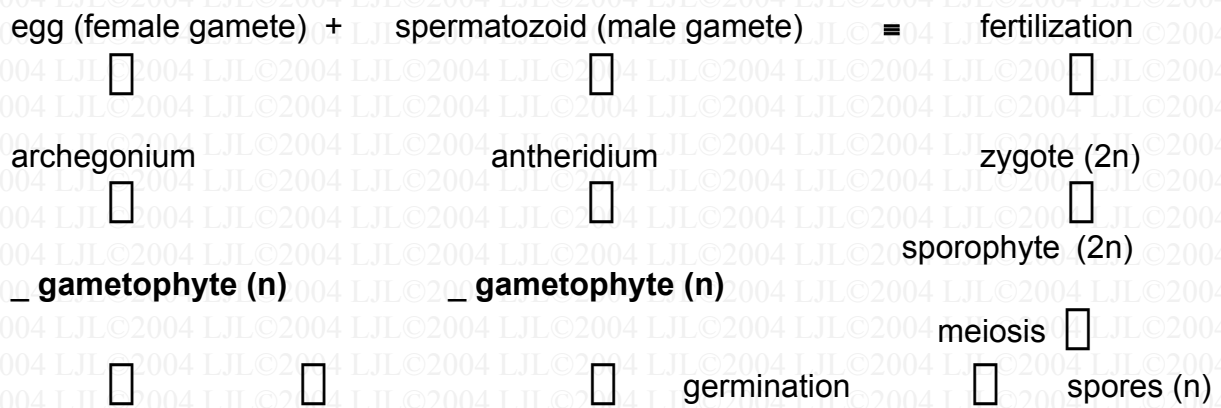 egg (female gamete) + spermatozoid (male gamete) ≡ fertilization
archegonium antheridium zygote (2n)
sporophyte (2n)
_ gametophyte (n) _ gametophyte (n)
meiosis
germination spores (n)